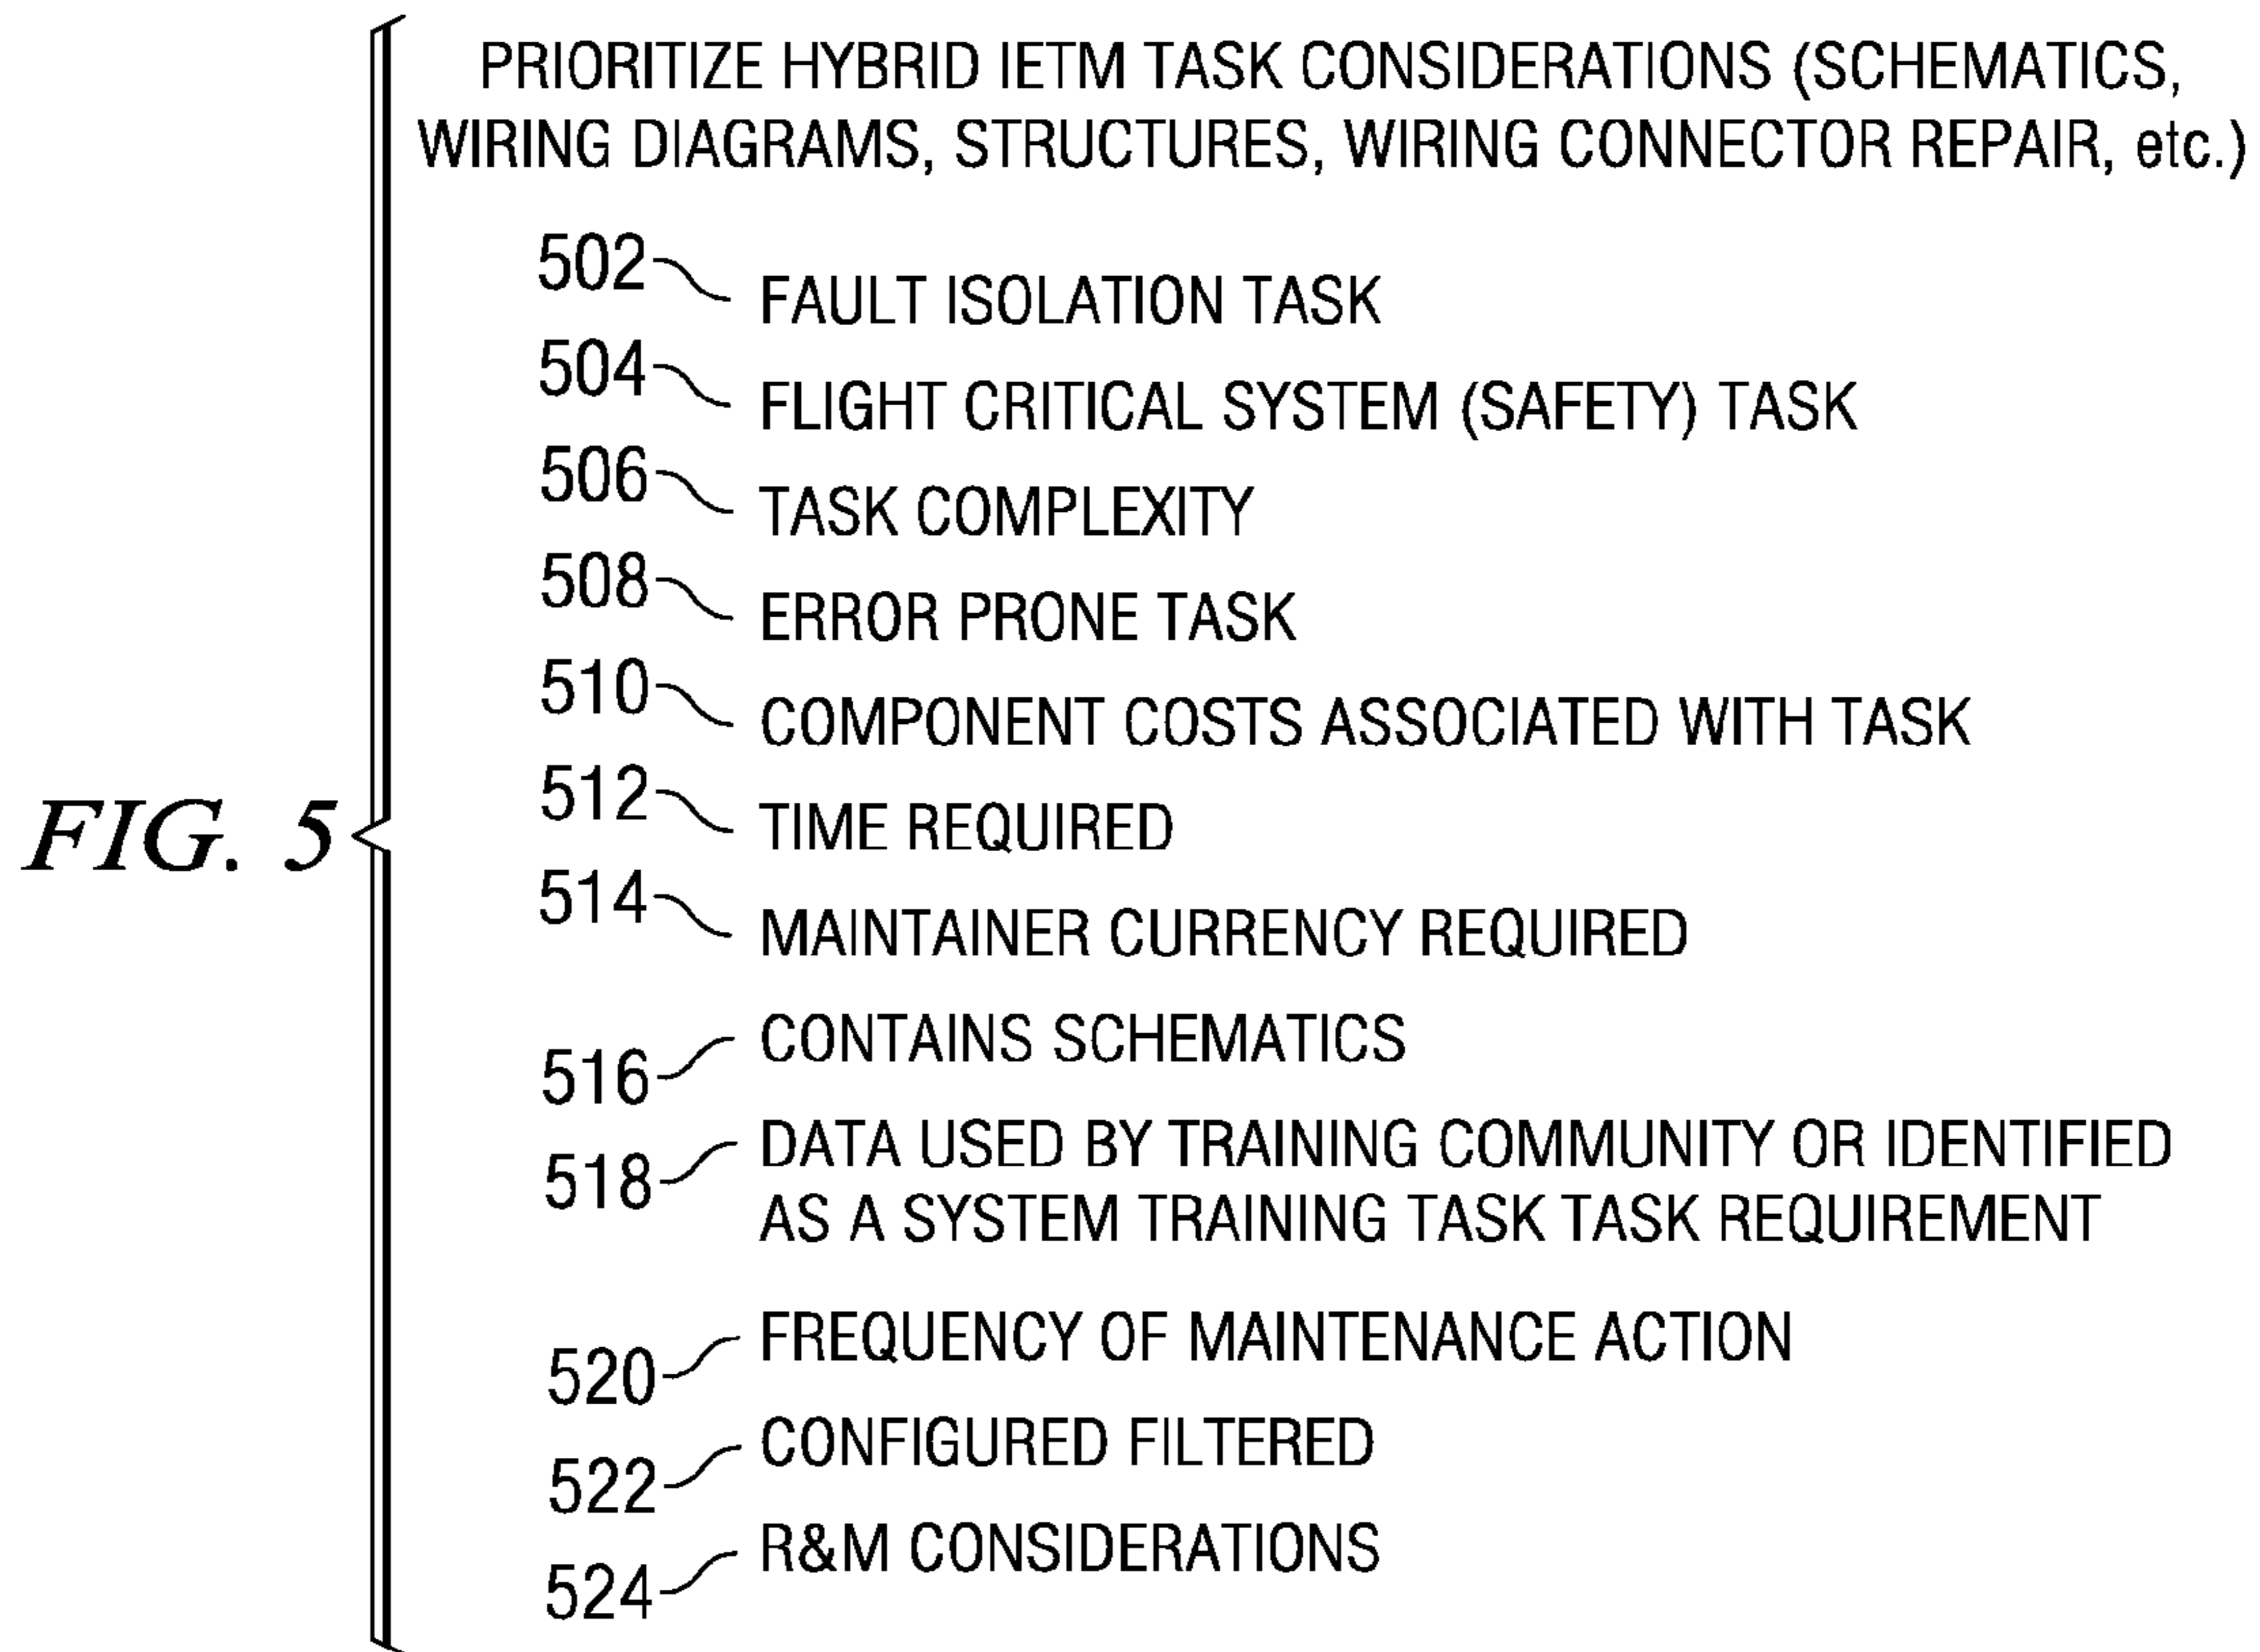 PRIORITIZE HYBRID IETM TASK CONSIDERATIONS (SCHEMATICS,
WIRING DIAGRAMS, STRUCTURES, WIRING CONNECTOR REPAIR, etc.)
502 FAULT ISOLATION TASK
504 FLIGHT CRITICAL SYSTEM (SAFETY) TASK
506 TASK COMPLEXITY
508 ERROR PRONE TASK
510 COMPONENT COSTS ASSOCIATED WITH TASK
512 TIME REQUIRED
FIG. 5
514 MAINTAINER CURRENCY REQUIRED
516 CONTAINS SCHEMATICS
518 DATA USED BY TRAINING COMMUNITY OR IDENTIFIED
AS A SYSTEM TRAINING TASK TASK REQUIREMENT
520 FREQUENCY OF MAINTENANCE ACTION
522 CONFIGURED FILTERED
524 R&M CONSIDERATIONS